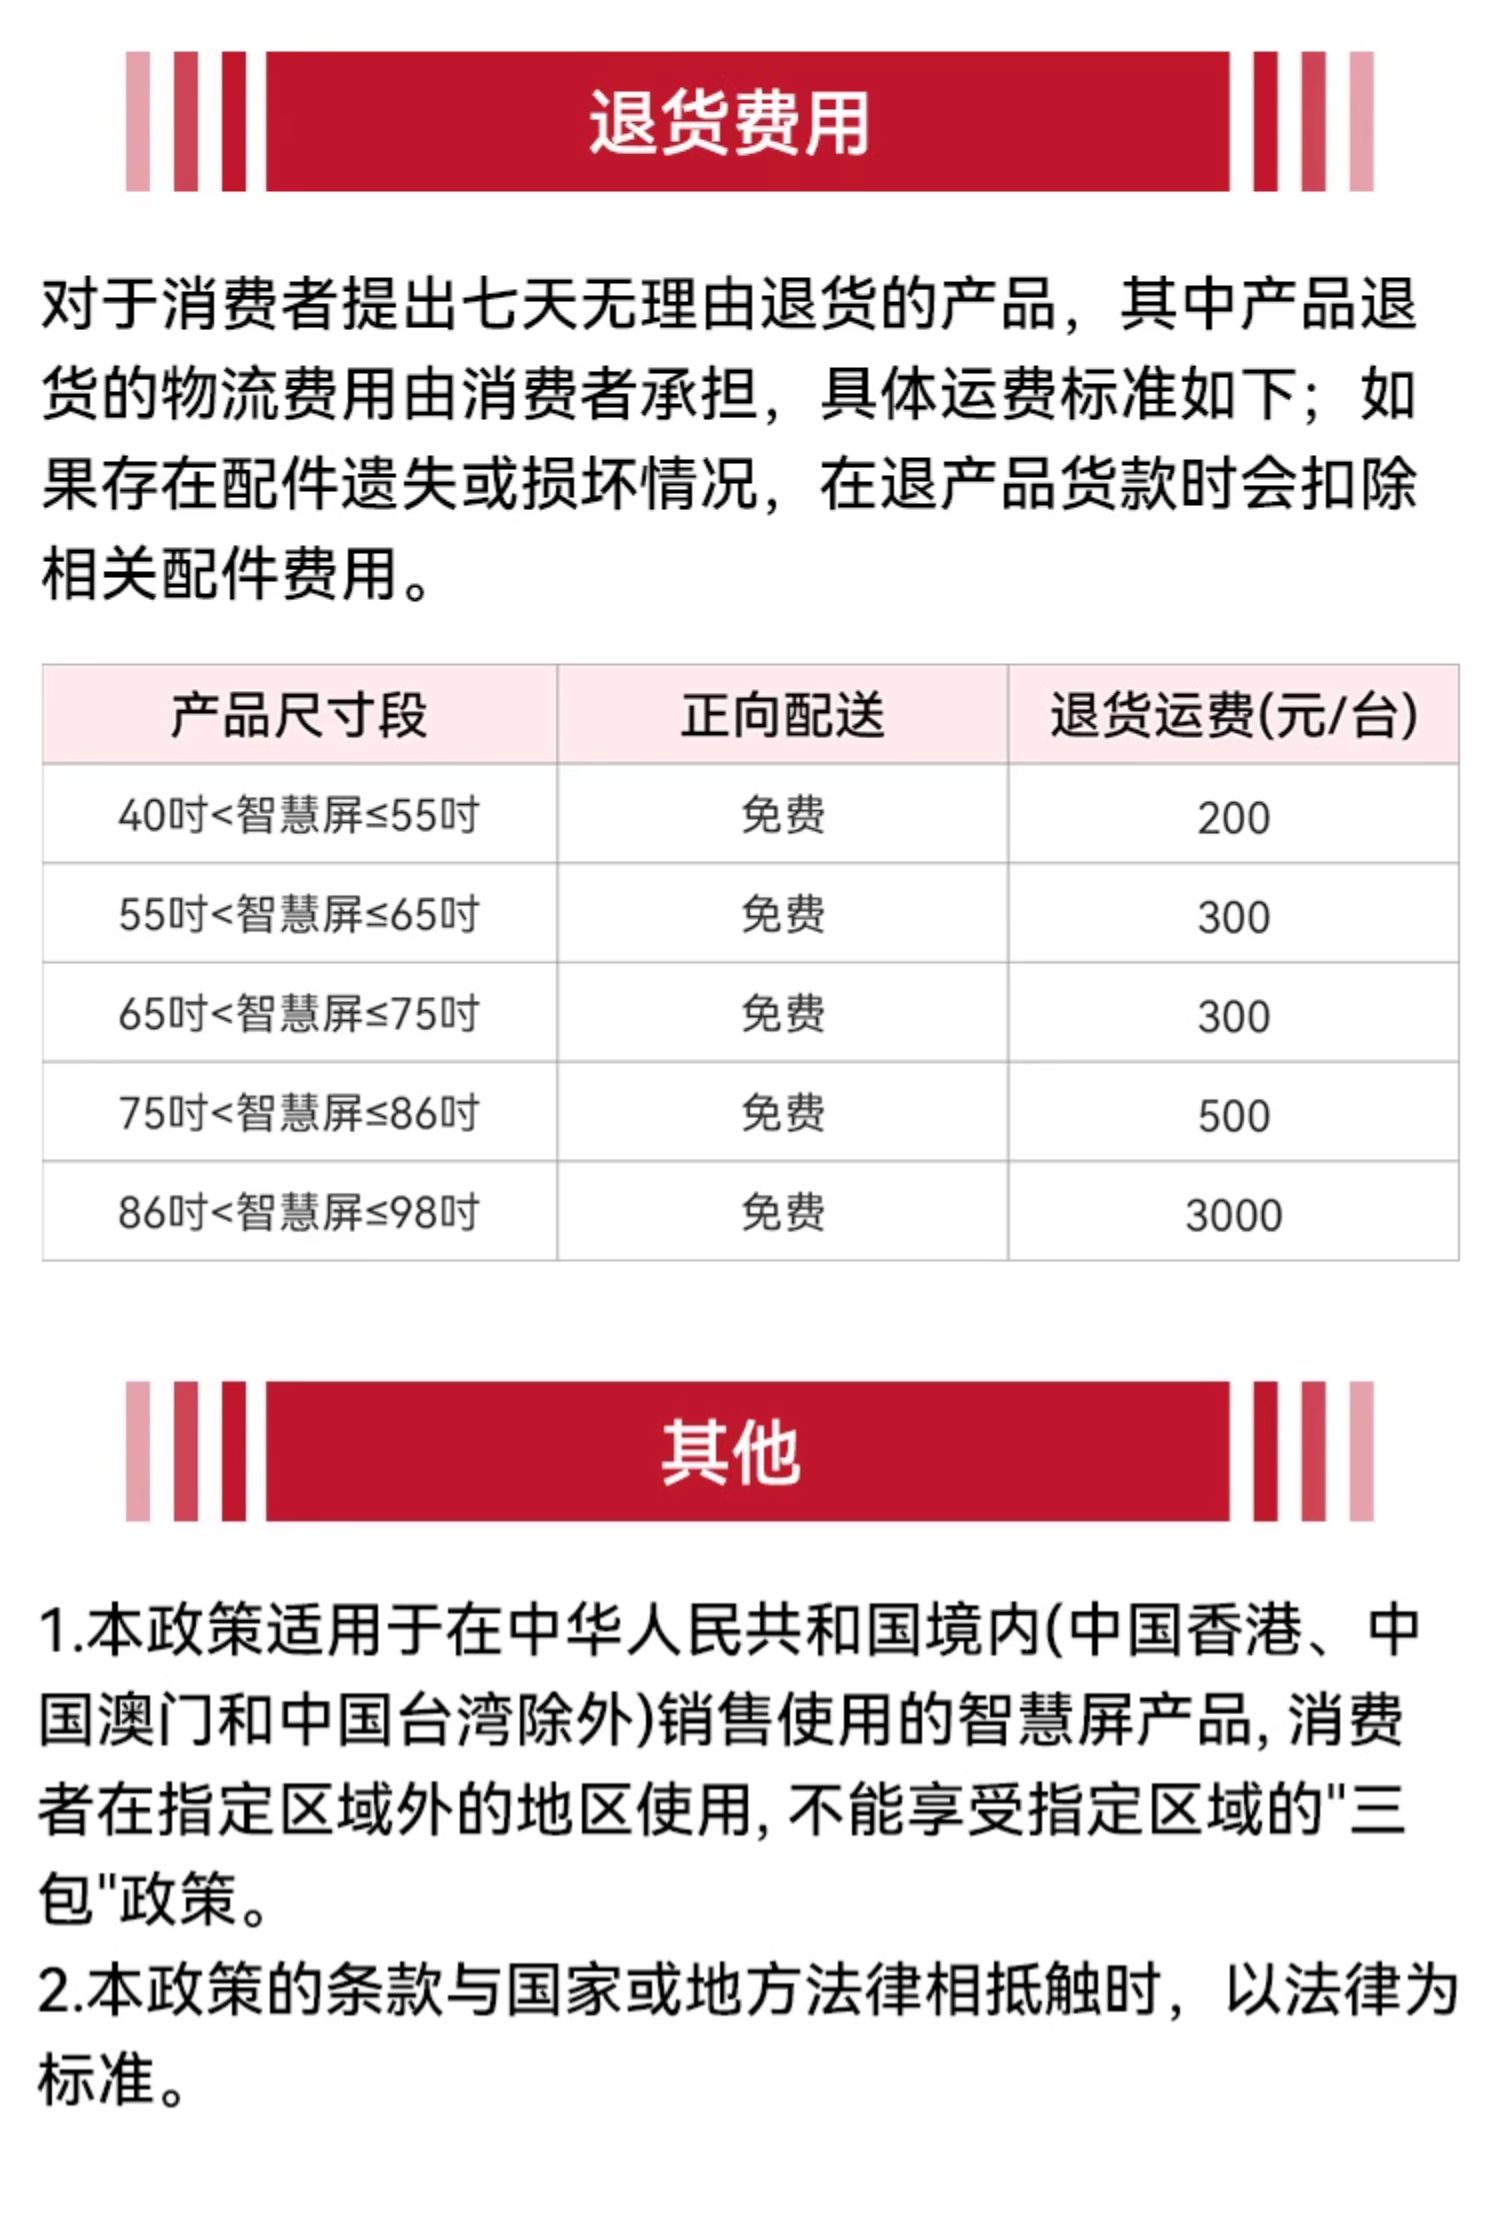 退货费用
对于消费者提出七天无理由退货的产品，其中产品退
货的物流费用由消费者承担，具体运费标准如下；如
果存在配件遗失或损坏情况，在退产品货款时会扣除
相关配件费用。
产品尺寸段 正向配送 退货运费(元/台)
40吋<智慧屏≤55吋 免费 200
55吋<智慧屏≤65吋 免费 300
65吋<智慧屏≤75吋 免费 300
75吋<智慧屏≤86吋 免费 500
86吋<智慧屏≤98吋 免费 3000
其他
1.本政策适用于在中华人民共和国境内(中国香港、中
国澳门和中国台湾除外)销售使用的智慧屏产品, 消费
者在指定区域外的地区使用, 不能享受指定区域的"三
包"政策。
2.本政策的条款与国家或地方法律相抵触时，以法律为
标准。